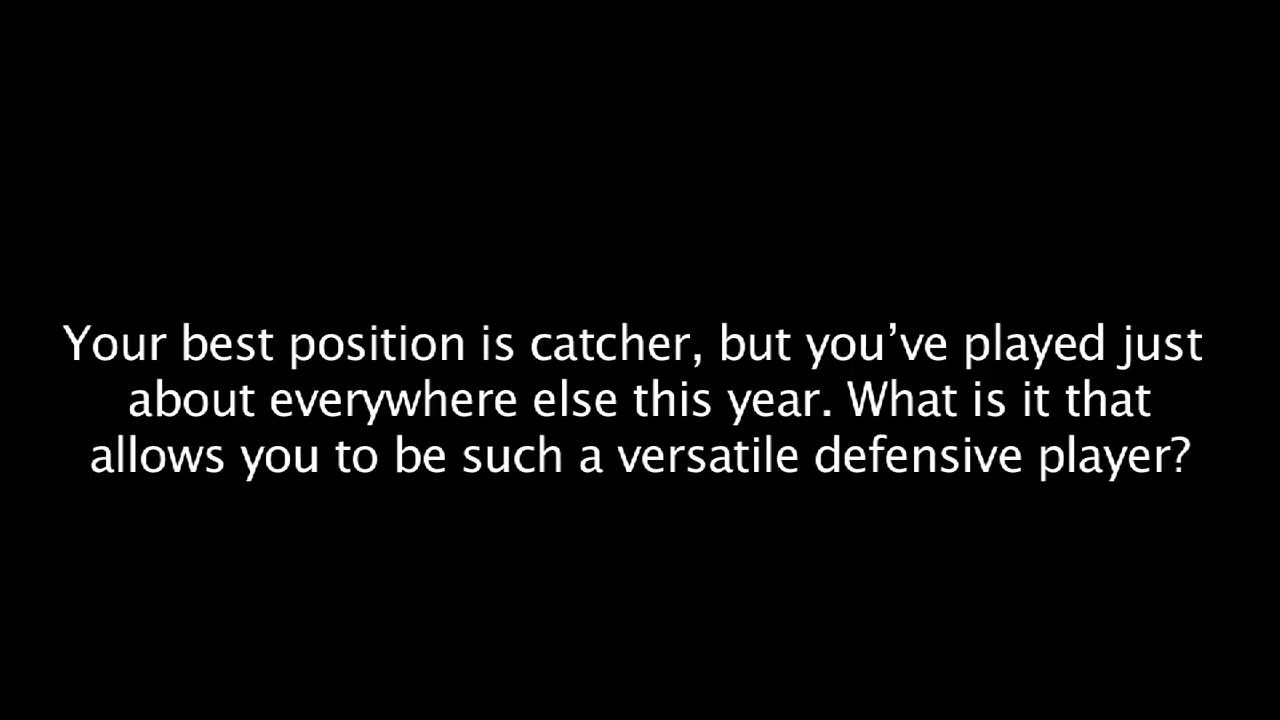 Your best position is catcher, but you’ve played just
about everywhere else this year. What is it that
allows you to be such a versatile defensive player?